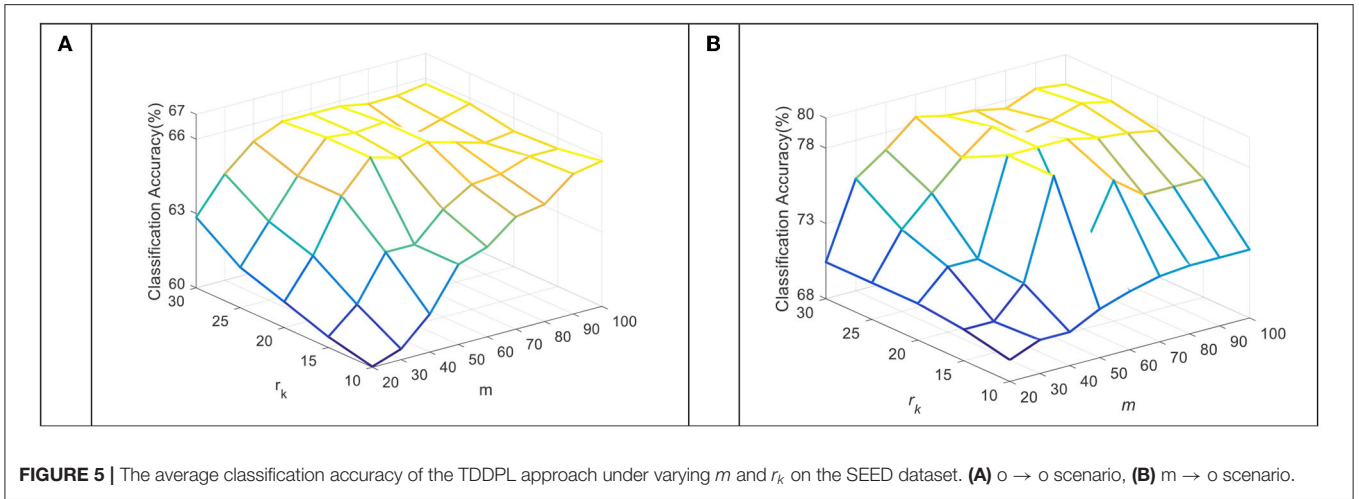 A
Classification Accuracy(%)
67
66
63
60
30
25
20
15
10
r_k
20 30 40 50 60 70 80 90 100
m
B
Classification Accuracy(%)
80
78
73
68
30
25
20
15
10
r_k
20 30 40 50 60 70 80 90 100
m
FIGURE 5 | The average classification accuracy of the TDDPL approach under varying m and r_k on the SEED dataset. (A) o → o scenario, (B) m → o scenario.